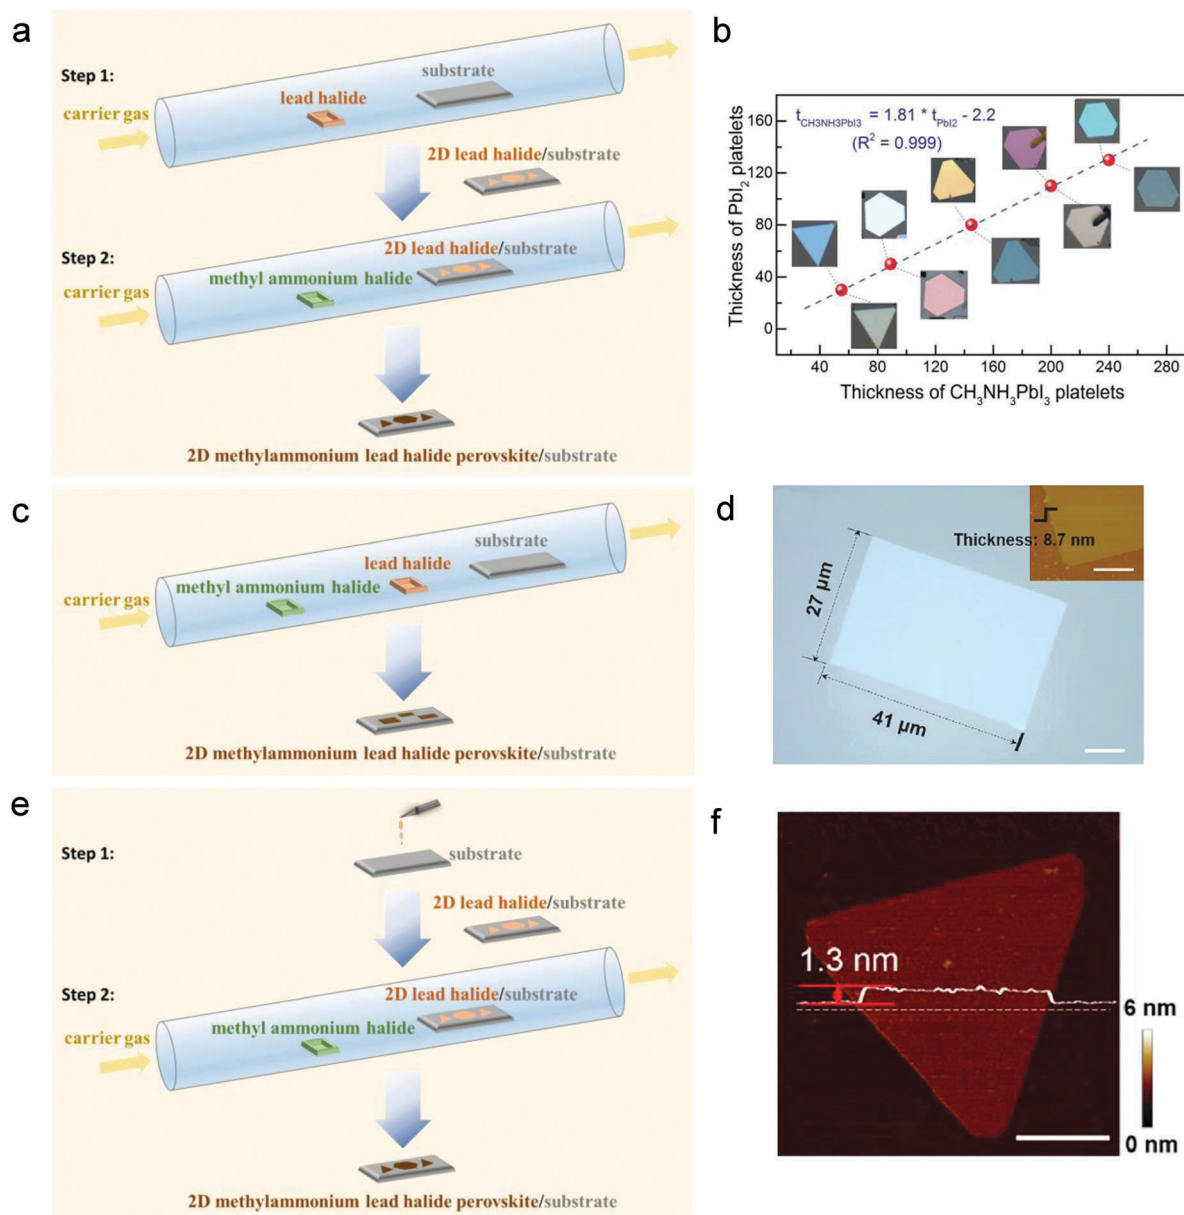 a
Step 1:
carrier gas
lead halide
substrate
2D lead halide/substrate
Step 2:
carrier gas
methyl ammonium halide
2D lead halide/substrate
2D methylammonium lead halide perovskite/substrate
b
t_CH3NH3PbI3 = 1.81 * t_PbI2 - 2.2
(R² = 0.999)
Thickness of PbI₂ platelets
160
120
80
40
0
40 80 120 160 200 240 280
Thickness of CH₃NH₃PbI₃ platelets
c
carrier gas
methyl ammonium halide
lead halide
substrate
2D methylammonium lead halide perovskite/substrate
d
Thickness: 8.7 nm
27 µm
41 µm
e
Step 1:
substrate
2D lead halide/substrate
Step 2:
carrier gas
methyl ammonium halide
2D lead halide/substrate
2D methylammonium lead halide perovskite/substrate
f
1.3 nm
6 nm
0 nm